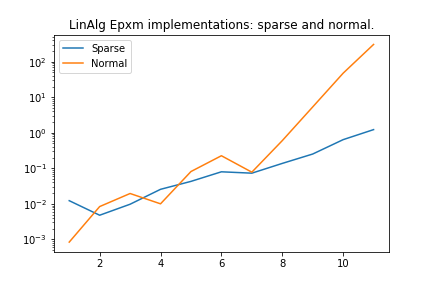 LinAlg Epxm implementations: sparse and normal.
Sparse
Normal
10²
10¹
10⁰
10⁻¹
10⁻²
10⁻³
2 4 6 8 10